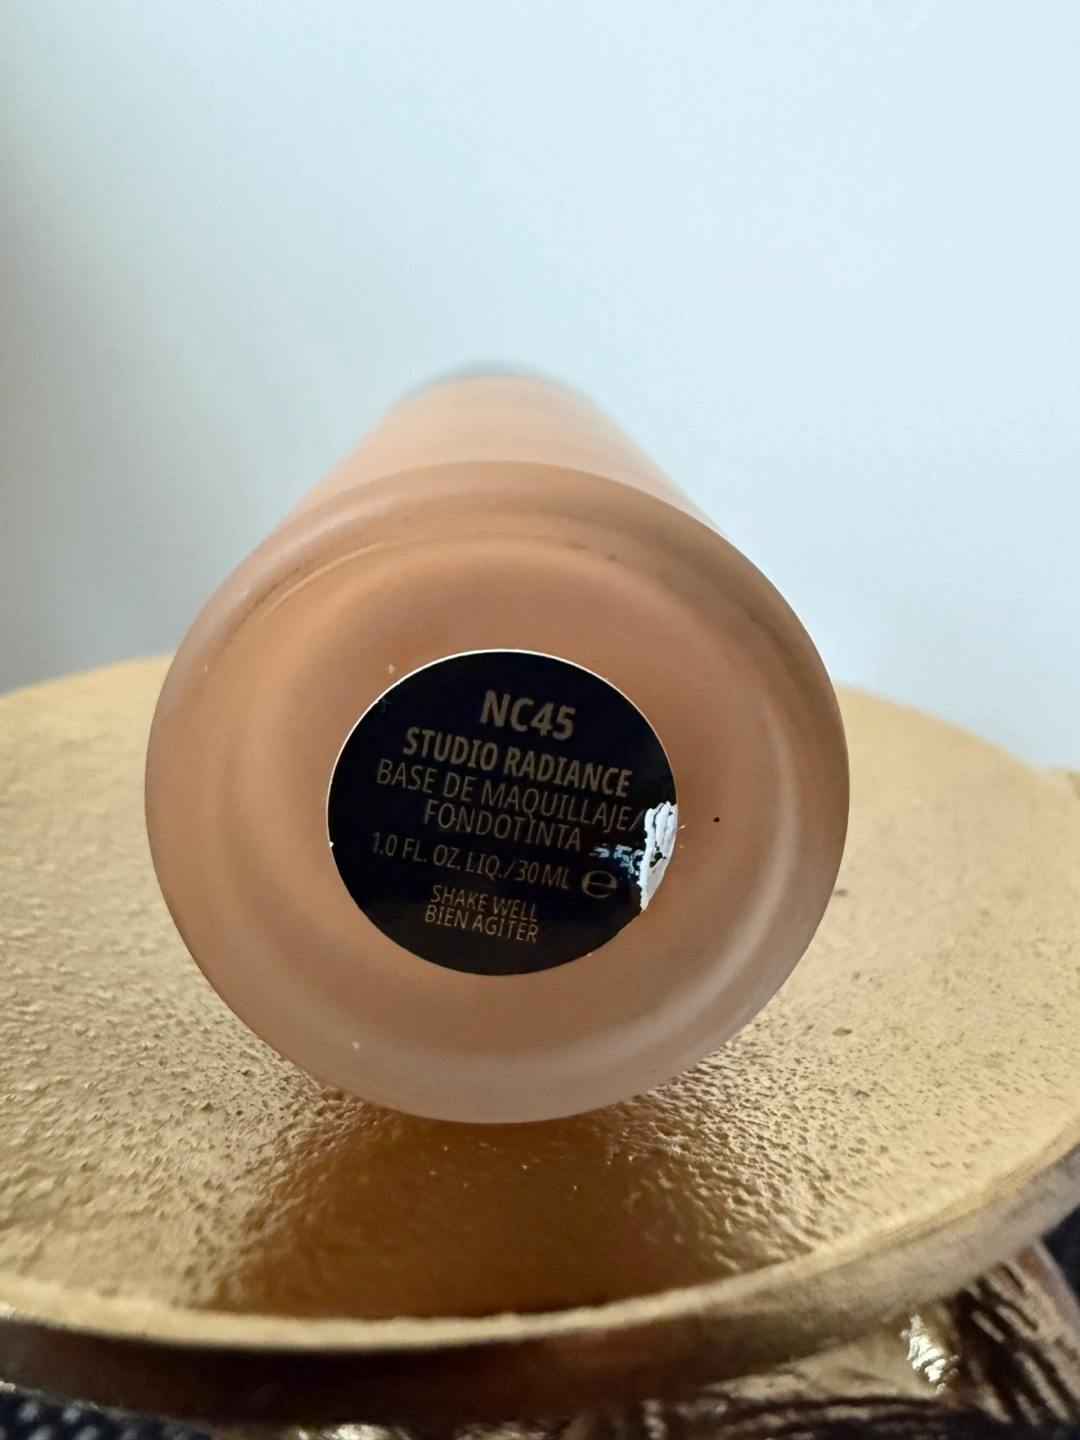 NC45
STUDIO RADIANCE
BASE DE MAQUILLAJE/
FONDOTINTA
1.0 FL. OZ. LIQ./30 ML ℮
SHAKE WELL
BIEN AGITER